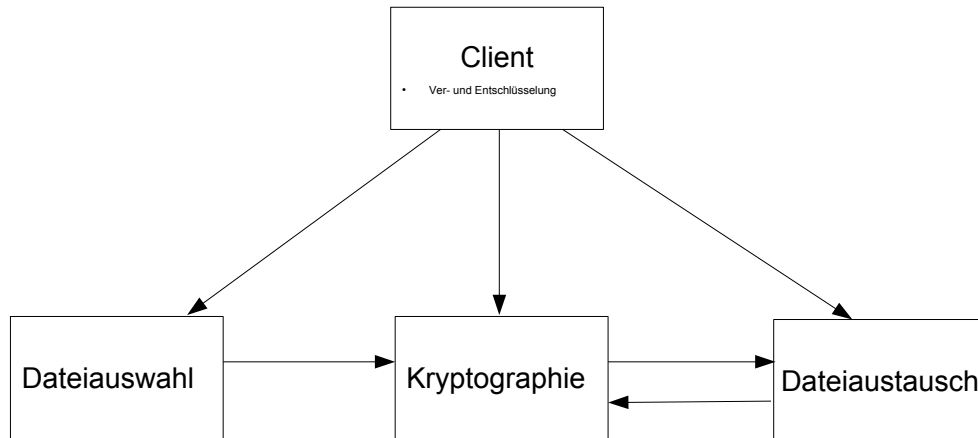 Client
• Ver- und Entschlüsselung
Dateiauswahl
Kryptographie
Dateiaustausch